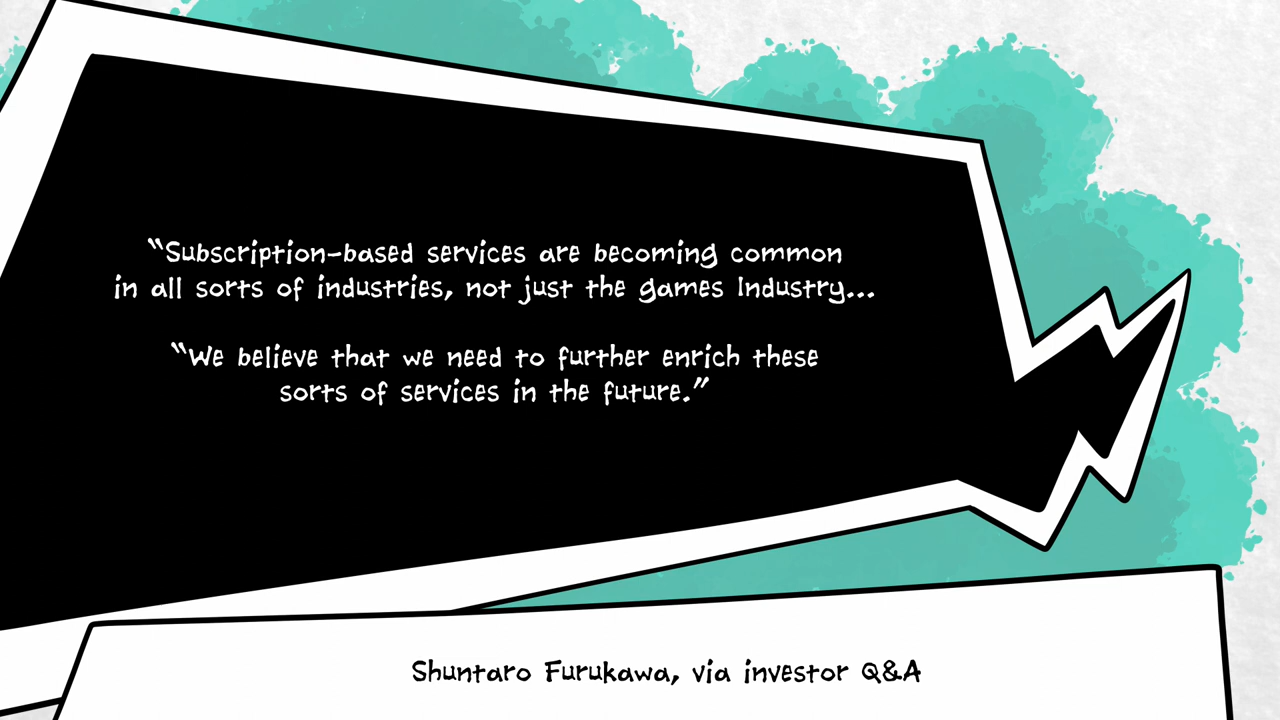 “Subscription-based services are becoming common
in all sorts of industries, not just the games Industry...
“We believe that we need to further enrich these
sorts of services in the future.”
Shuntaro Furukawa, via investor Q&A